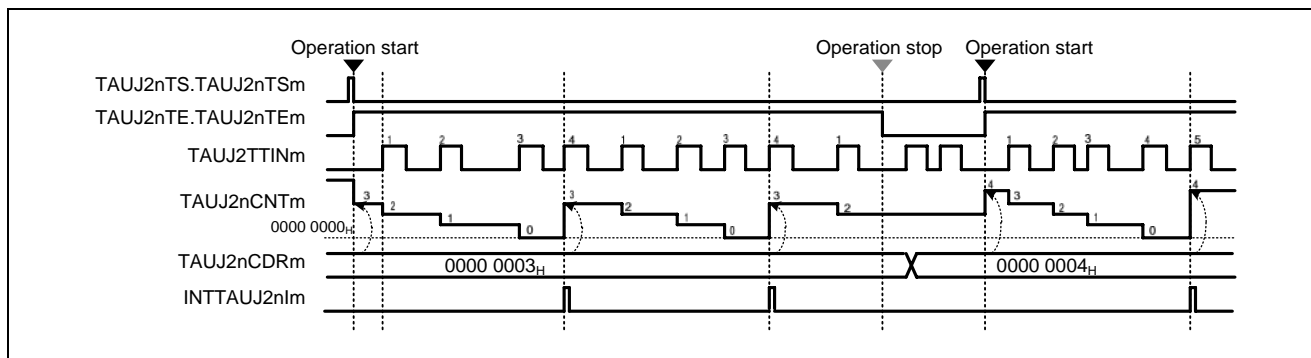 Operation start Operation stop Operation start
TAUJ2nTS.TAUJ2nTSm
TAUJ2nTE.TAUJ2nTEm
TAUJ2TTINm 1 2 3 4 1 2 3 4 1 1 2 3 4 5
TAUJ2nCNTm 3 2 1 0 3 2 1 0 3 2 4 3 2 1 0 4
0000 0000H
TAUJ2nCDRm 0000 0003H 0000 0004H
INTTAUJ2nIm